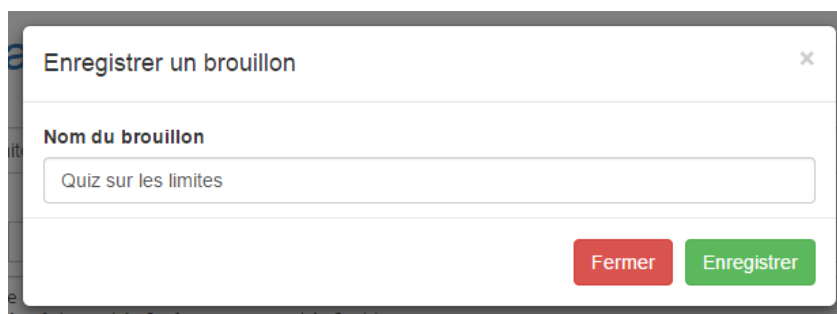 Enregistrer un brouillon ×
Nom du brouillon
Quiz sur les limites
Fermer Enregistrer